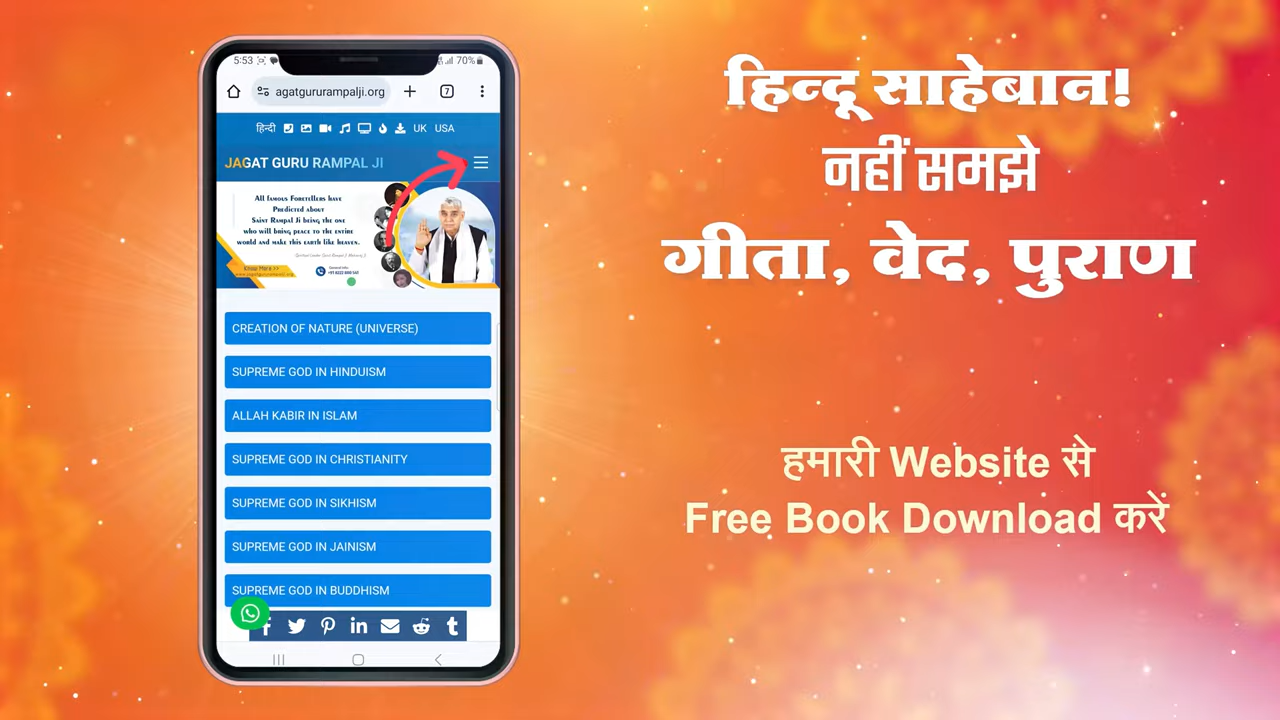 5:53
70%
agatgururampalji.org
7
हिन्दी
UK USA
JAGAT GURU RAMPAL JI
All famous Foretellers have
Predicted about
Saint Rampal Ji being the one
who will bring peace to the entire
world and make this earth like heaven.
Know More >>
CREATION OF NATURE (UNIVERSE)
SUPREME GOD IN HINDUISM
ALLAH KABIR IN ISLAM
SUPREME GOD IN CHRISTIANITY
SUPREME GOD IN SIKHISM
SUPREME GOD IN JAINISM
SUPREME GOD IN BUDDHISM
हिन्दू साहेबान!
नहीं समझे
गीता, वेद, पुराण
हमारी Website से
Free Book Download करें